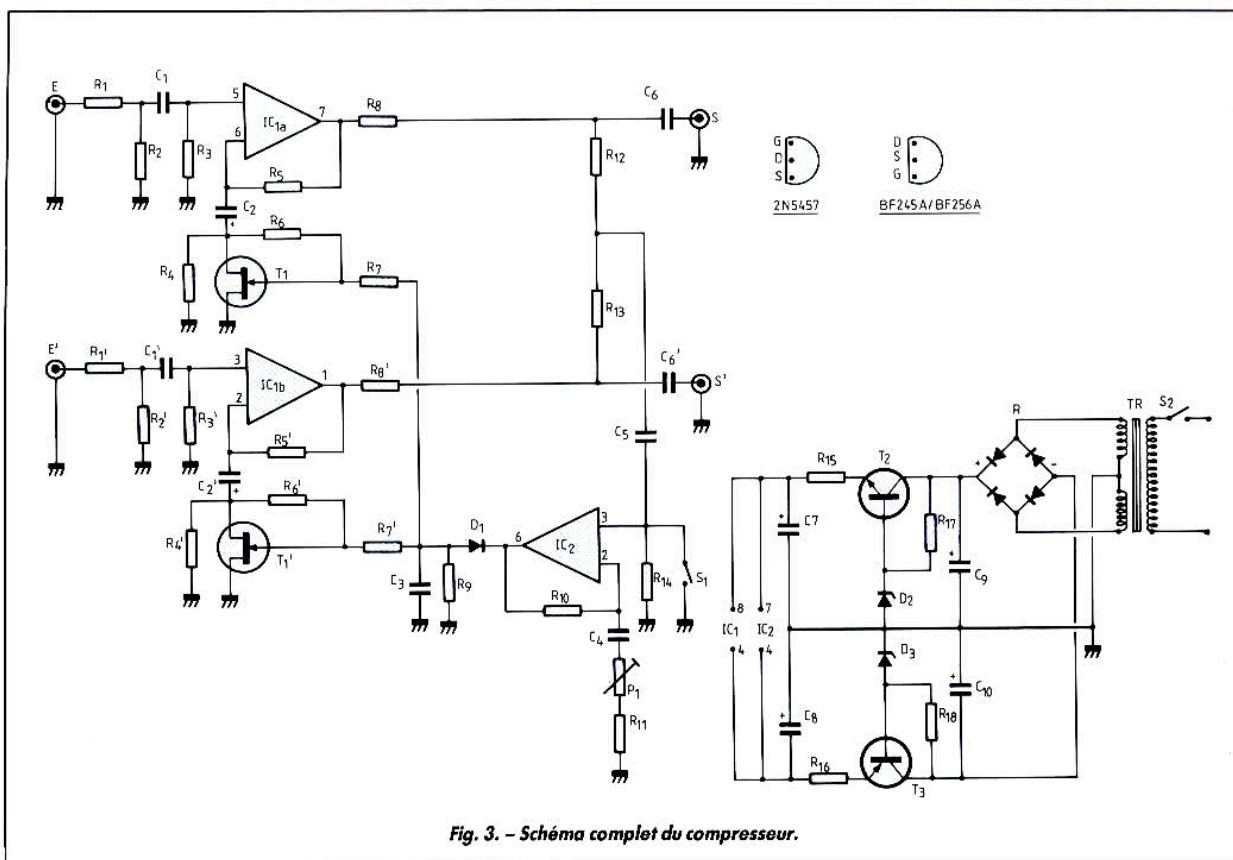 E
R1
C1
R2
R3
5
6
IC1a
7
R8
C6
S
R5
C2
+
R6
R4
T1
R7
R12
R13
G
D
S
2N5457
D
S
G
BF245A/BF256A
E'
R1'
C1'
R2'
R3'
3
2
IC1b
1
R8'
C6'
S'
R5'
C2'
+
R6'
R4'
T1'
R7'
D1
C3
R9
6
IC2
3
2
C5
R14
S1
R10
C4
P1
R11
R15
T2
R
+
-
TR
S2
+
C7
R17
+
C9
D2
8
7
IC1
IC2
4
4
D3
+
C8
R18
+
C10
R16
T3
Fig. 3. – Schéma complet du compresseur.